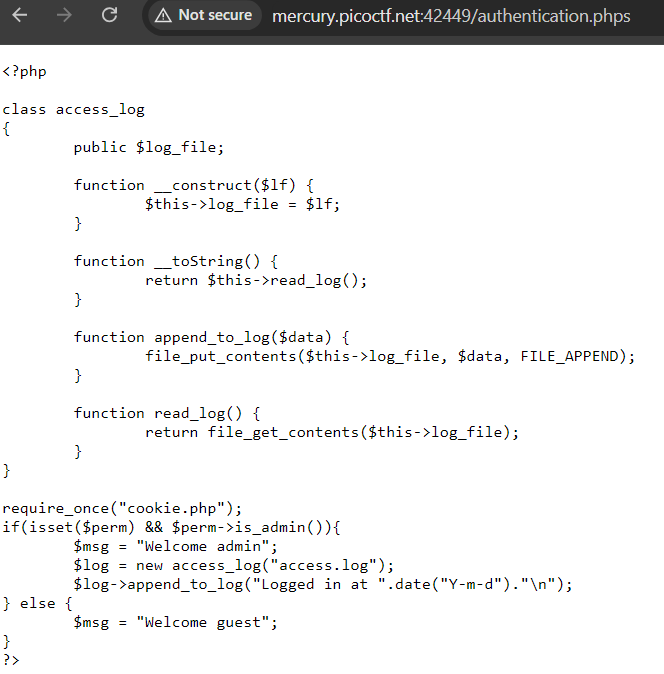 Not secure mercury.picoctf.net:42449/authentication.phps
<?php
class access_log
{
public $log_file;
function __construct($lf) {
$this->log_file = $lf;
}
function __toString() {
return $this->read_log();
}
function append_to_log($data) {
file_put_contents($this->log_file, $data, FILE_APPEND);
}
function read_log() {
return file_get_contents($this->log_file);
}
}
require_once("cookie.php");
if(isset($perm) && $perm->is_admin()){
$msg = "Welcome admin";
$log = new access_log("access.log");
$log->append_to_log("Logged in at ".date("Y-m-d")."\n");
} else {
$msg = "Welcome guest";
}
?>